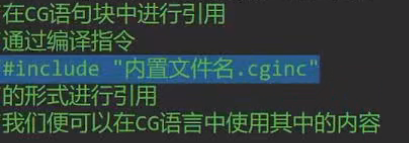 在CG语句块中进行引用
通过编译指令
#include "内置文件名.cginc"
的形式进行引用
我们便可以在CG语言中使用其中的内容